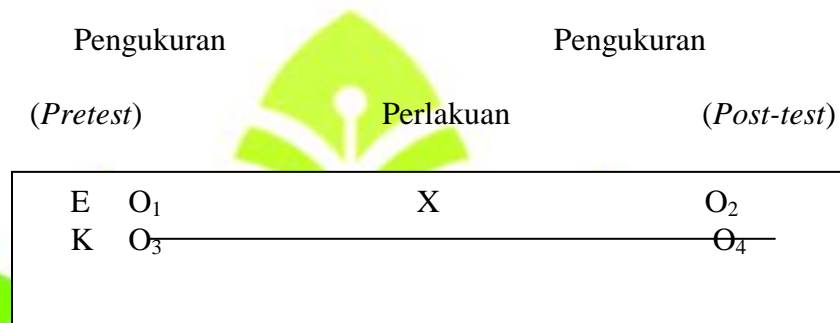 Pengukuran Pengukuran
(Pretest) Perlakuan (Post-test)
E O₁ X O₂
K O₃ O₄